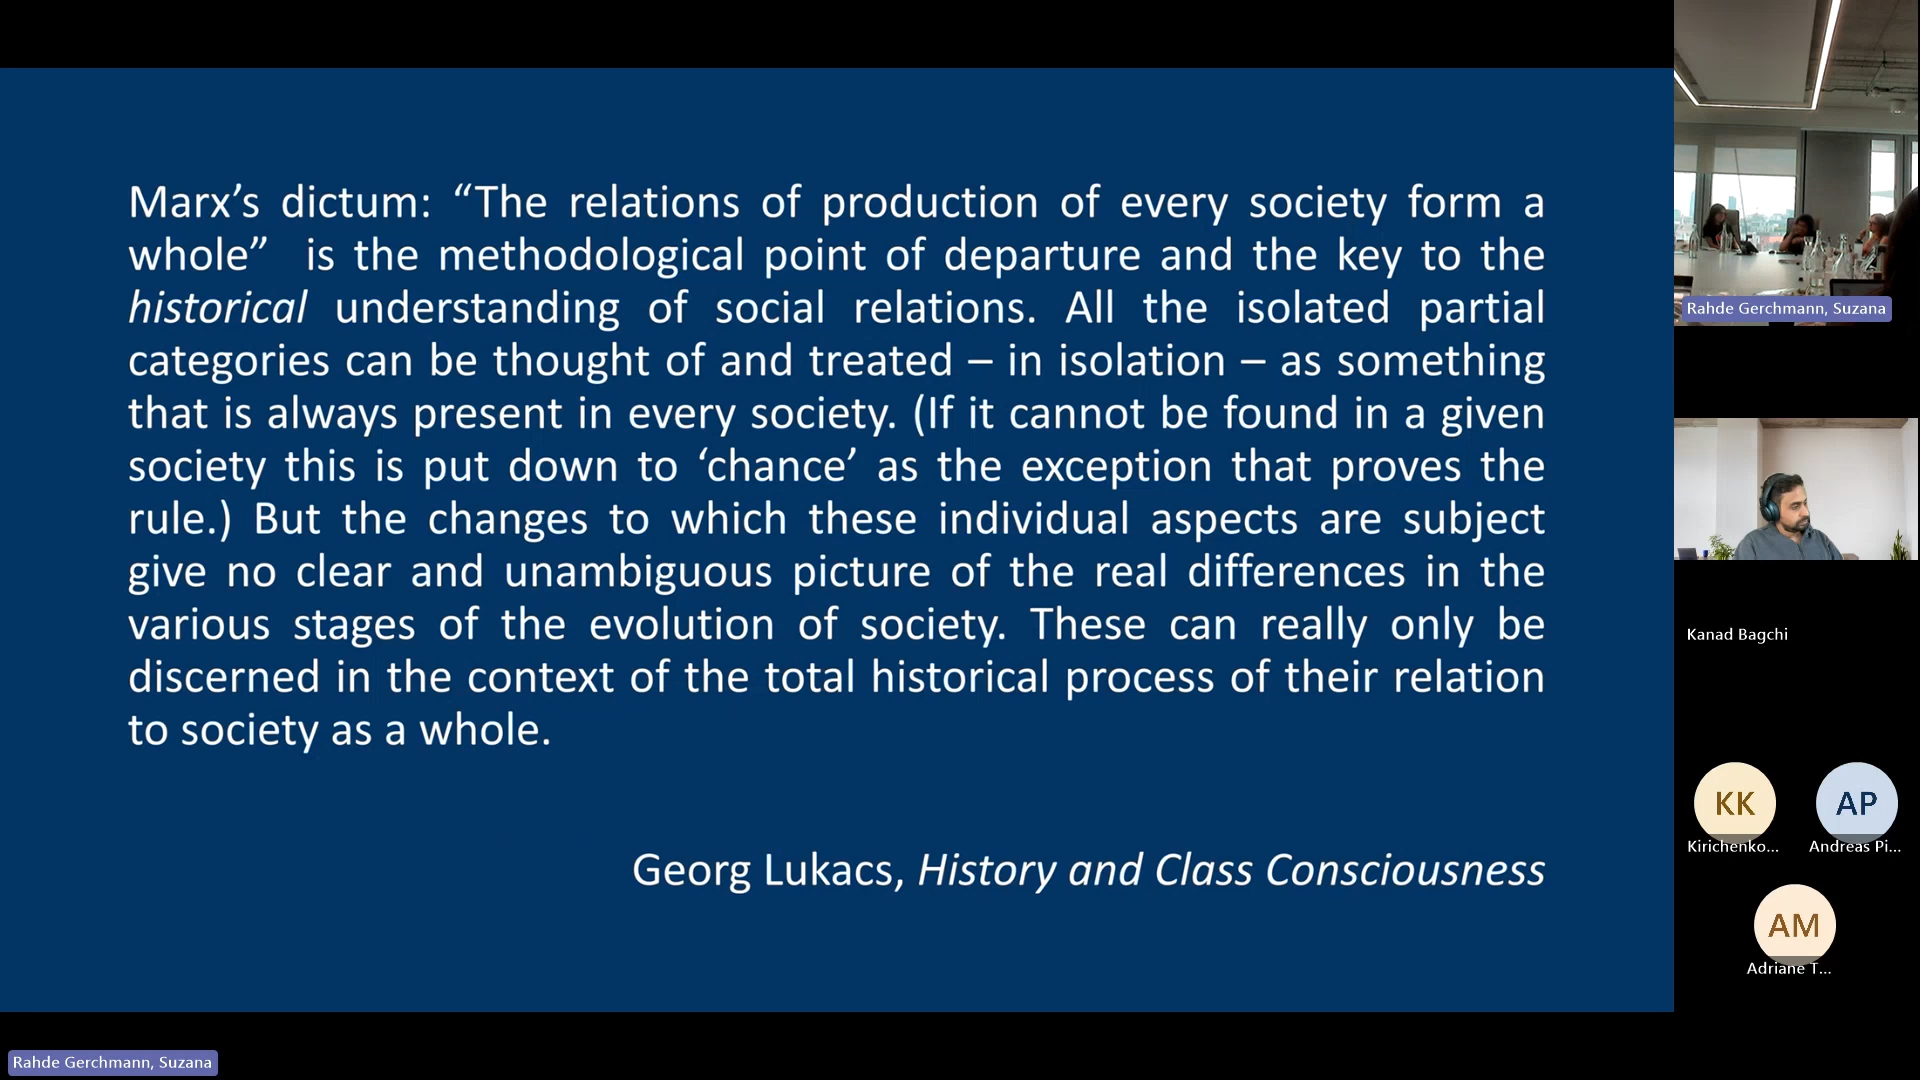 Marx’s dictum: “The relations of production of every society form a
whole”  is the methodological point of departure and the key to the
historical understanding of social relations. All the isolated partial
categories can be thought of and treated – in isolation – as something
that is always present in every society. (If it cannot be found in a given
society this is put down to ‘chance’ as the exception that proves the
rule.) But the changes to which these individual aspects are subject
give no clear and unambiguous picture of the real differences in the
various stages of the evolution of society. These can really only be
discerned in the context of the total historical process of their relation
to society as a whole.
Georg Lukacs, History and Class Consciousness
Rahde Gerchmann, Suzana
Rahde Gerchmann, Suzana
Kanad Bagchi
KK
Kirichenko...
AP
Andreas Pi...
AM
Adriane T...